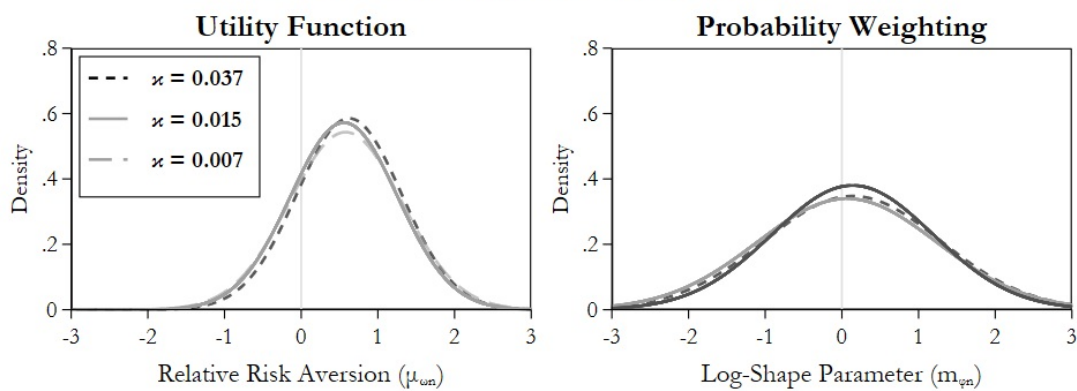 Utility Function
.8
.6
.4
.2
0
Density
ϰ = 0.037
ϰ = 0.015
ϰ = 0.007
-3 -2 -1 0 1 2 3
Relative Risk Aversion (μωn)
Probability Weighting
.8
.6
.4
.2
0
Density
-3 -2 -1 0 1 2 3
Log-Shape Parameter (mφn)